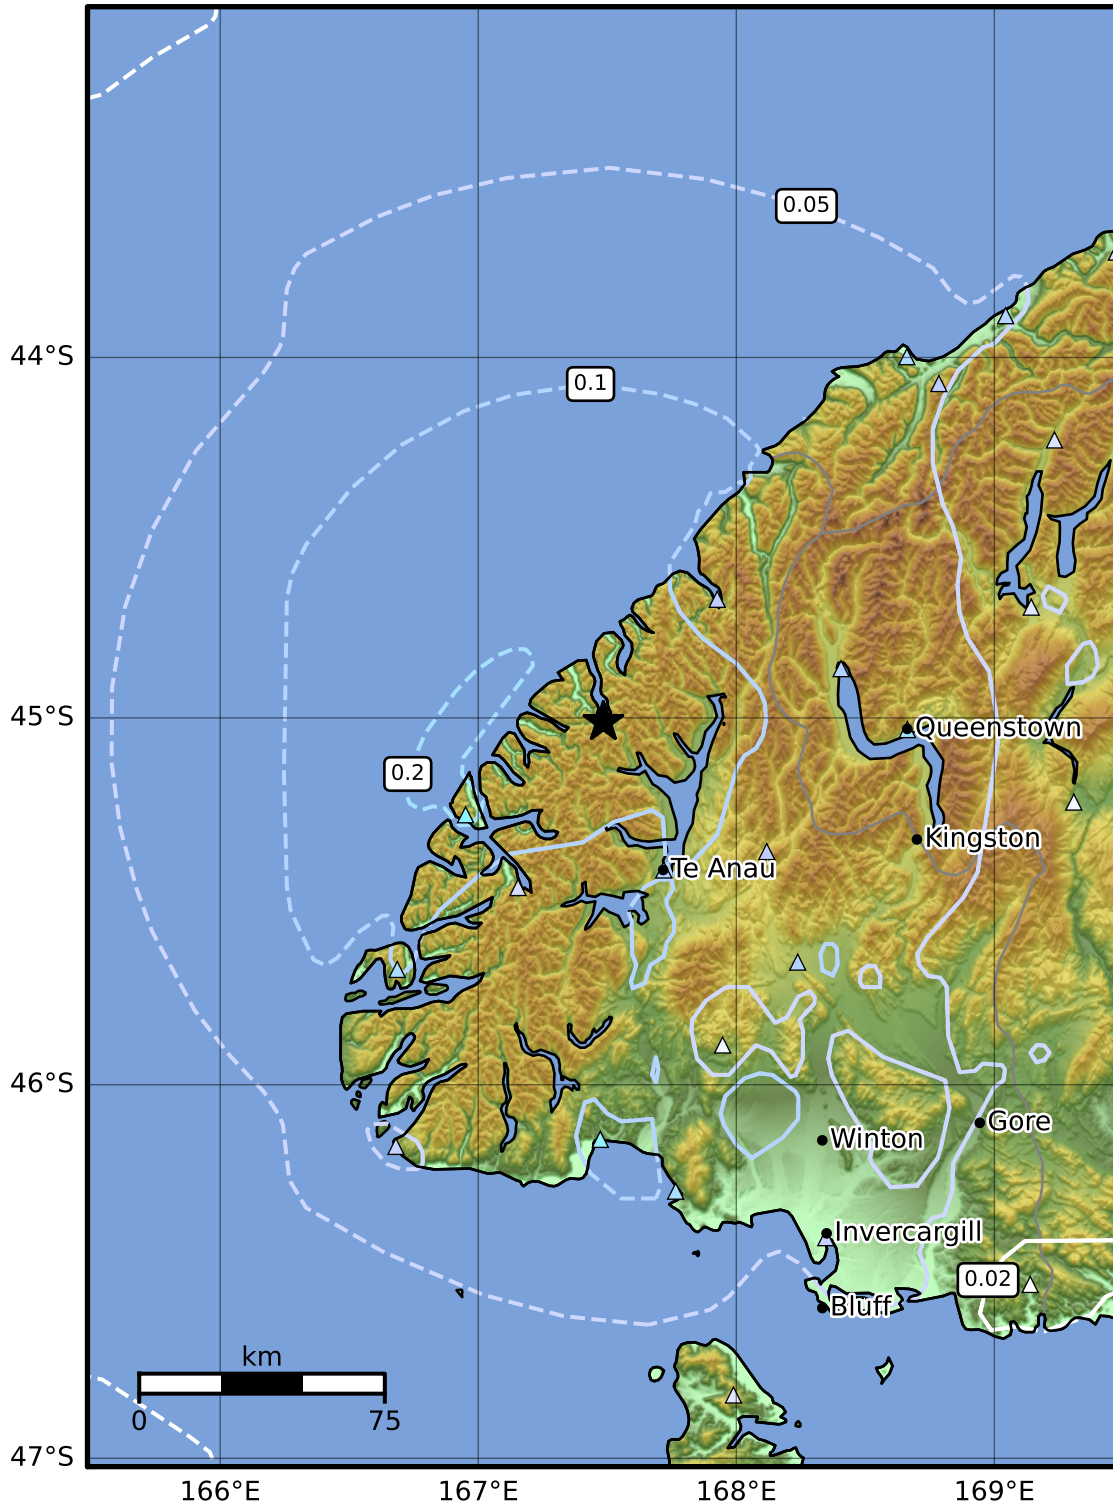 0.05
44°S
0.1
45°S
Queenstown
0.2
Kingston
Te Anau
46°S
Gore
Winton
Invercargill
0.02
Bluff
km
0
75
47°S
166°E
167°E
168°E
169°E